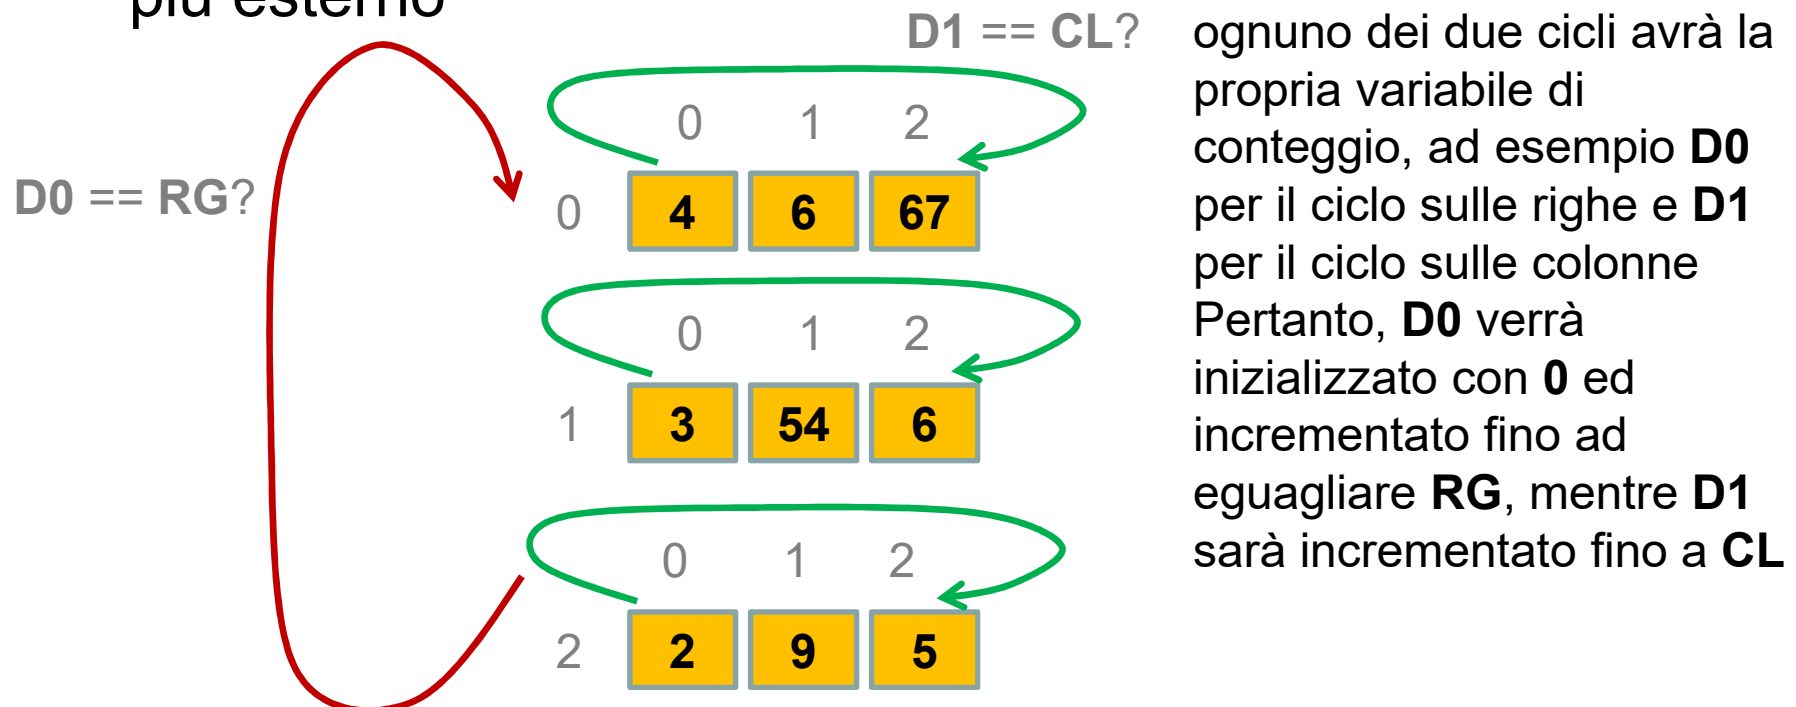 più esterno
D1 == CL?
0 1 2
D0 == RG?
0 4 6 67
0 1 2
1 3 54 6
0 1 2
2 2 9 5
ognuno dei due cicli avrà la
propria variabile di
conteggio, ad esempio D0
per il ciclo sulle righe e D1
per il ciclo sulle colonne
Pertanto, D0 verrà
inizializzato con 0 ed
incrementato fino ad
eguagliare RG, mentre D1
sarà incrementato fino a CL